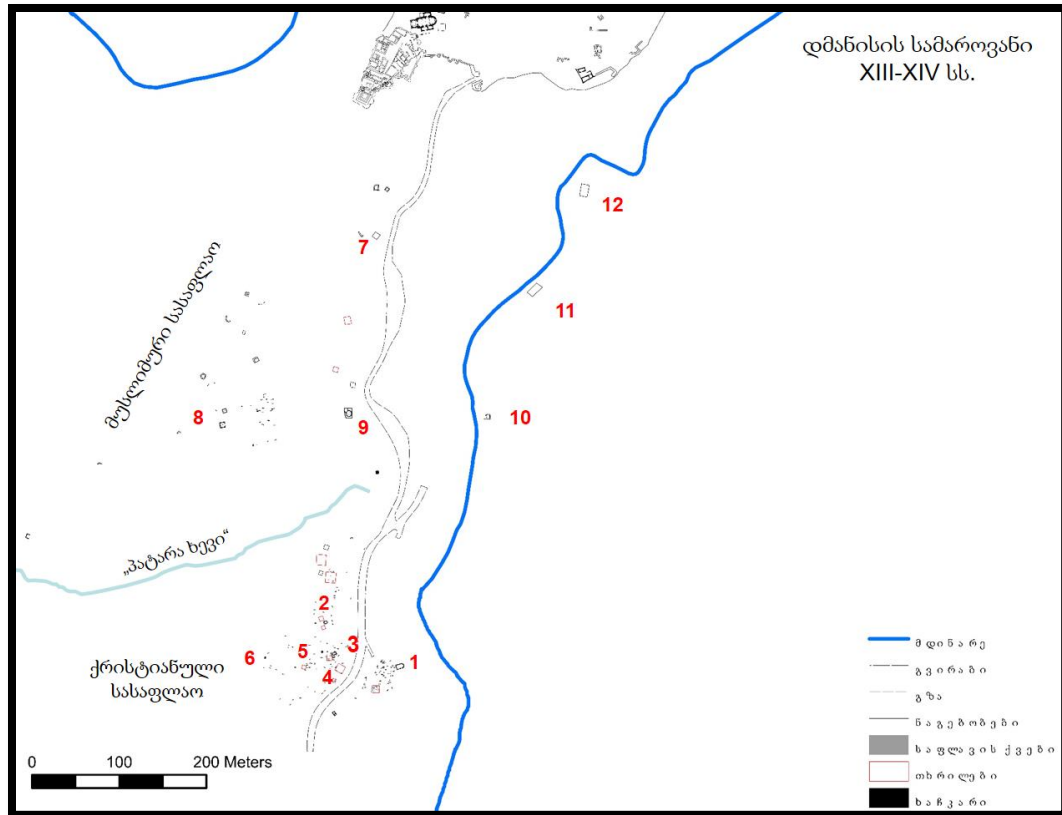 დმანისის სამაროვანი
XIII-XIV სს.
12
7
11
მუსლიმური სასაფლაო
10
8
9
„პატარა ხევი“
2
3
5
6
1
4
ქრისტიანული
სასაფლაო
0 100 200 Meters
მდინარე
გვირაბი
გზა
ნაგებობები
საფლავის ქვები
თხრილები
ხაჩკარი